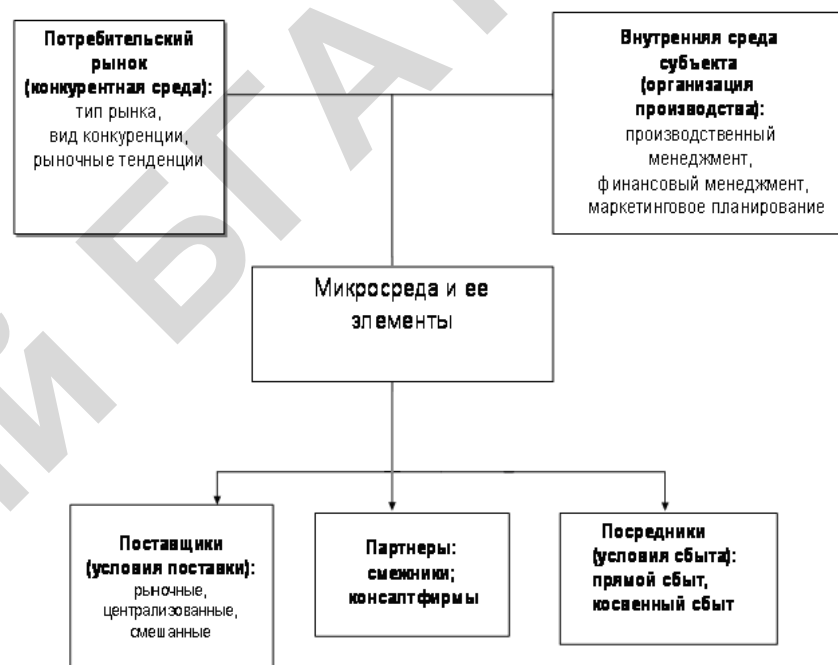 Потребительский
рынок
(конкурентная среда):
тип рынка,
вид конкуренции,
рыночные тенденции
Внутренняя среда
субъекта
(организация
производства):
производственный
менеджмент,
финансовый менеджмент,
маркетинговое планирование
Микросреда и ее
элементы
Поставщики
(условия поставки):
рыночные,
централизованные,
смешанные
Партнеры:
смежники;
консалтфирмы
Посредники
(условия сбыта):
прямой сбыт,
косвенный сбыт